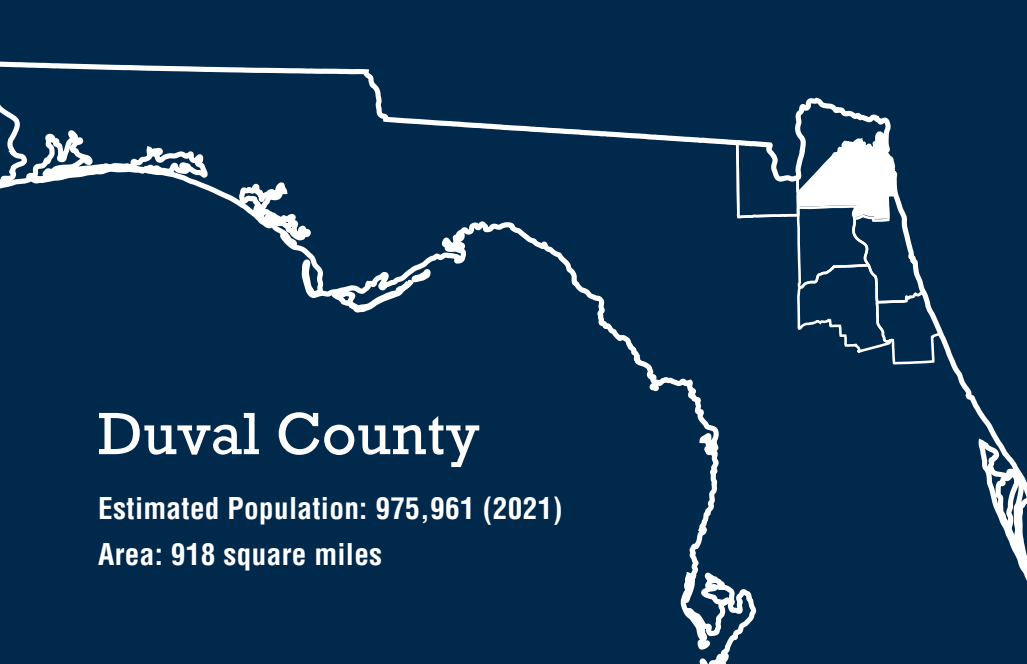 Duval County
Estimated Population: 975,961 (2021)
Area: 918 square miles